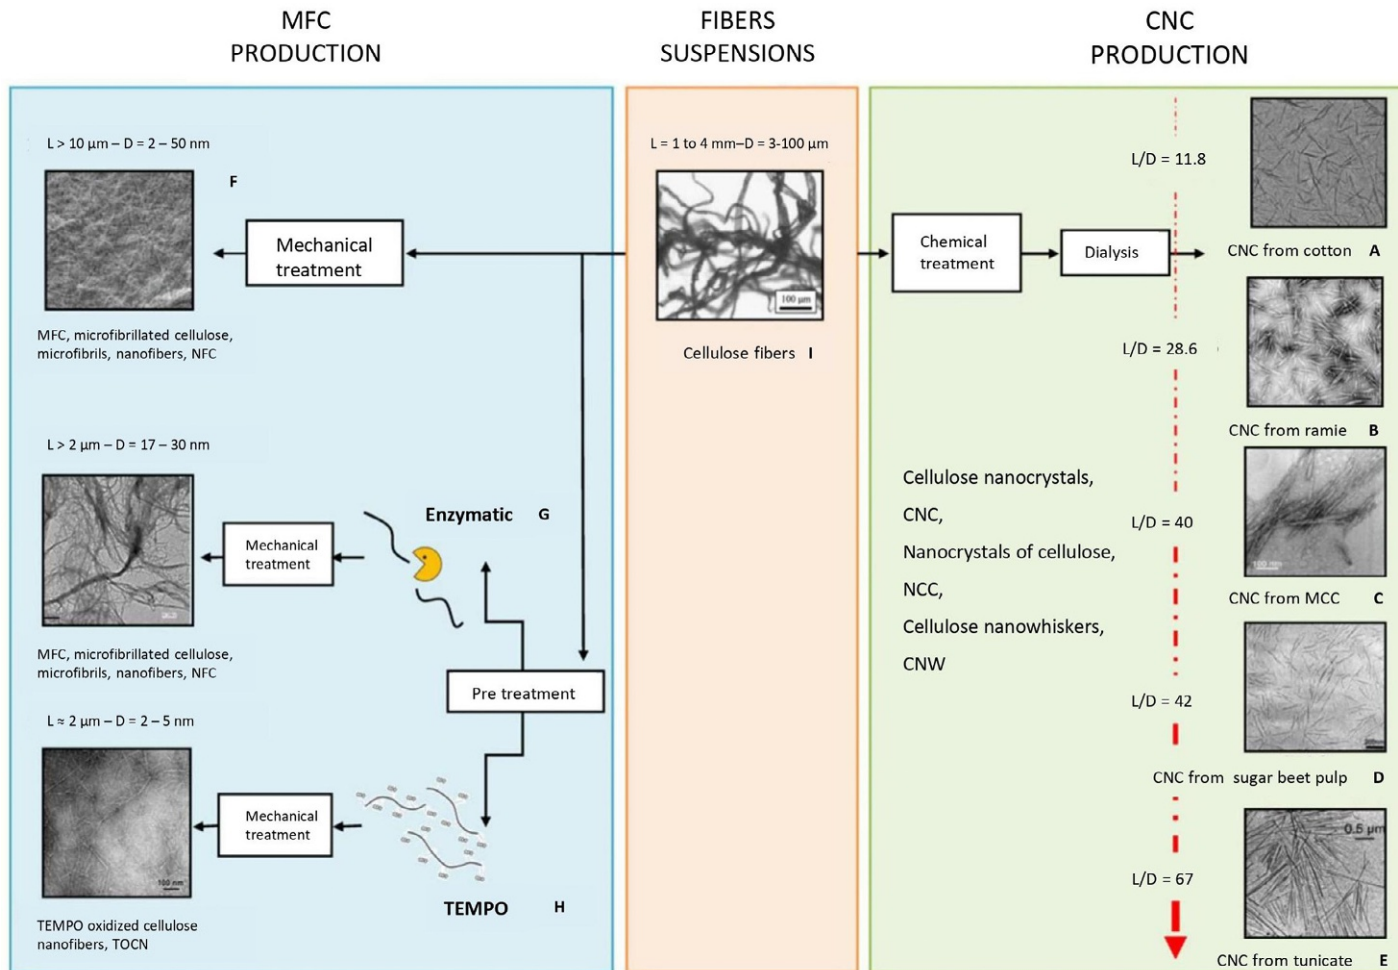 MFC
PRODUCTION
FIBERS
SUSPENSIONS
CNC
PRODUCTION
L > 10 µm – D = 2 – 50 nm
F
Mechanical
treatment
MFC, microfibrillated cellulose,
microfibrils, nanofibers, NFC
L > 2 µm – D = 17 – 30 nm
Enzymatic G
Mechanical
treatment
MFC, microfibrillated cellulose,
microfibrils, nanofibers, NFC
Pre treatment
L ≈ 2 µm – D = 2 – 5 nm
Mechanical
treatment
100 nm
TEMPO H
TEMPO oxidized cellulose
nanofibers, TOCN
L = 1 to 4 mm–D = 3-100 µm
100 µm
Cellulose fibers I
Chemical
treatment
Dialysis
Cellulose nanocrystals,
CNC,
Nanocrystals of cellulose,
NCC,
Cellulose nanowhiskers,
CNW
L/D = 11.8
CNC from cotton A
L/D = 28.6
CNC from ramie B
L/D = 40
100 nm
CNC from MCC C
L/D = 42
CNC from sugar beet pulp D
L/D = 67
0.5 µm
CNC from tunicate E